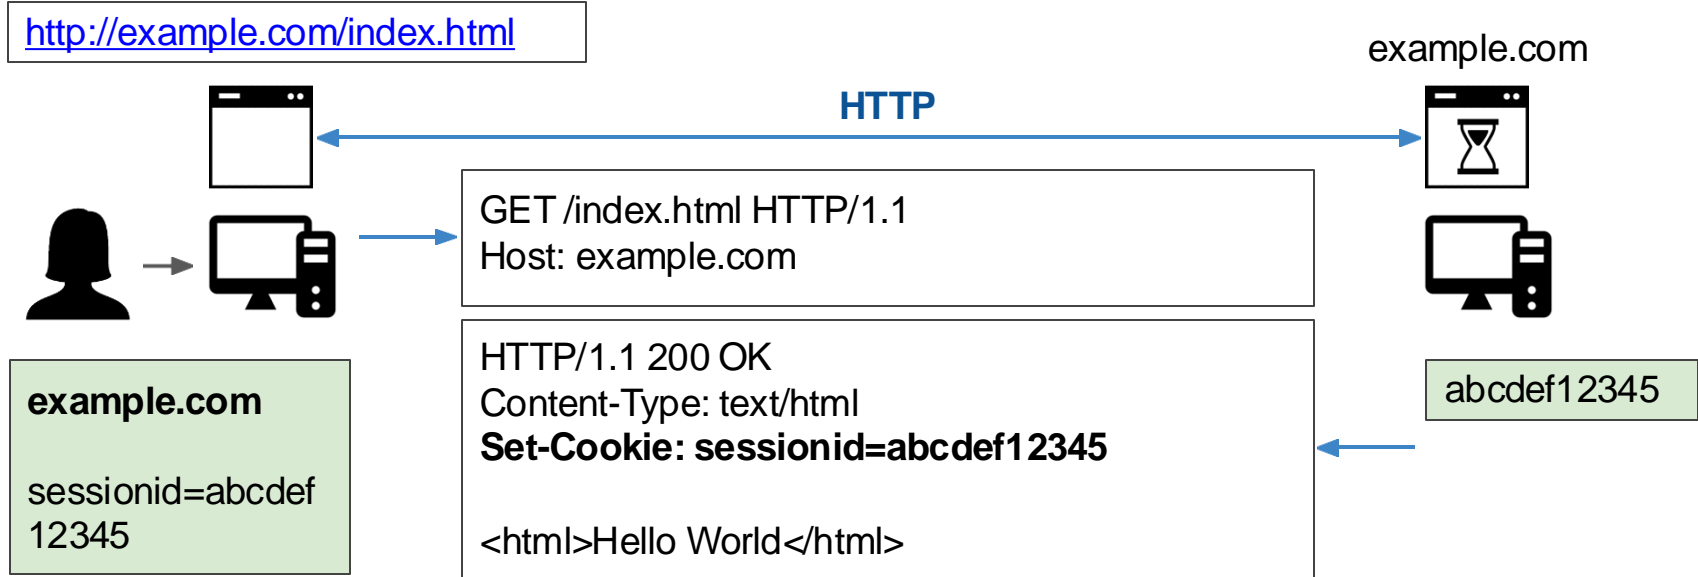 http://example.com/index.html
example.com
HTTP
GET /index.html HTTP/1.1
Host: example.com
HTTP/1.1 200 OK
Content-Type: text/html
Set-Cookie: sessionid=abcdef12345
<html>Hello World</html>
example.com
sessionid=abcdef
12345
abcdef12345